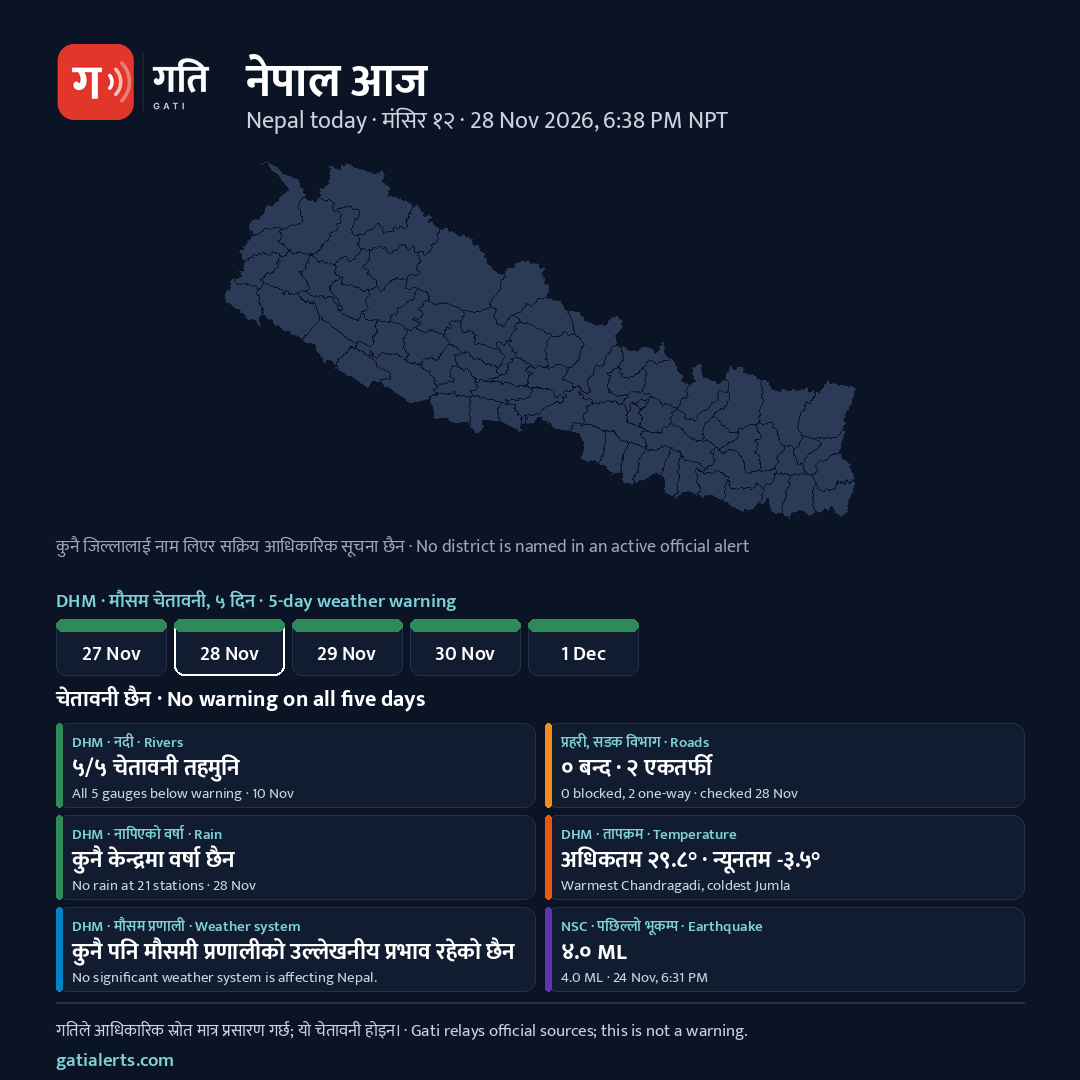 ग गति
GATI
नेपाल आज
Nepal today · मंसिर १२ · 28 Nov 2026, 6:38 PM NPT
कुनै जिल्लालाई नाम लिएर सक्रिय आधिकारिक सूचना छैन · No district is named in an active official alert
DHM · मौसम चेतावनी, ५ दिन · 5-day weather warning
27 Nov 28 Nov 29 Nov 30 Nov 1 Dec
चेतावनी छैन · No warning on all five days
DHM · नदी · Rivers
५/५ चेतावनी तहमुनि
All 5 gauges below warning · 10 Nov
प्रहरी, सडक विभाग · Roads
० बन्द · २ एकतर्फी
0 blocked, 2 one-way · checked 28 Nov
DHM · नापिएको वर्षा · Rain
कुनै केन्द्रमा वर्षा छैन
No rain at 21 stations · 28 Nov
DHM · तापक्रम · Temperature
अधिकतम २९.८° · न्यूनतम -३.५°
Warmest Chandragadi, coldest Jumla
DHM · मौसम प्रणाली · Weather system
कुनै पनि मौसमी प्रणालीको उल्लेखनीय प्रभाव रहेको छैन
No significant weather system is affecting Nepal.
NSC · पछिल्लो भूकम्प · Earthquake
४.० ML
4.0 ML · 24 Nov, 6:31 PM
गतिले आधिकारिक स्रोत मात्र प्रसारण गर्छ; यो चेतावनी होइन। · Gati relays official sources; this is not a warning.
gatialerts.com